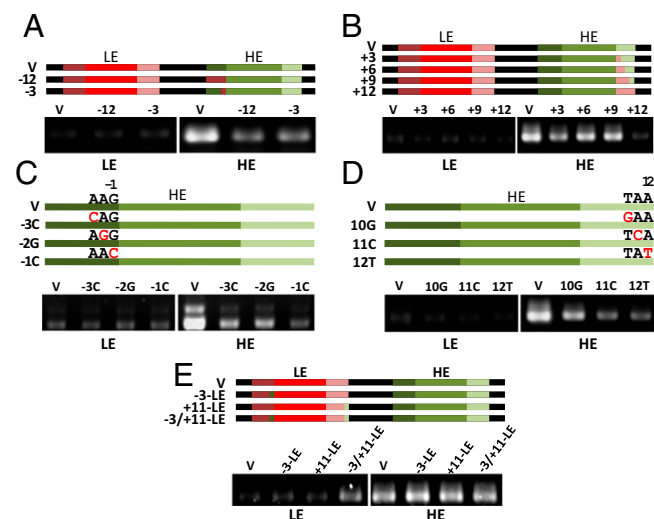 A
LE HE
V
-12
-3
V -12 -3 V -12 -3
LE HE
B
LE HE
V
+3
+6
+9
+12
V +3 +6 +9 +12 V +3 +6 +9 +12
LE HE
C
-1
AAG HE
V
CAG
-3C
AGG
-2G
AAC
-1C
V -3C -2G -1C V -3C -2G -1C
LE HE
D
12
HE TAA
V
GAA
10G
TCA
11C
TAT
12T
V 10G 11C 12T V 10G 11C 12T
LE HE
E
LE HE
V
-3-LE
+11-LE
-3/+11-LE
V -3-LE +11-LE -3/+11-LE V -3-LE +11-LE -3/+11-LE
LE HE